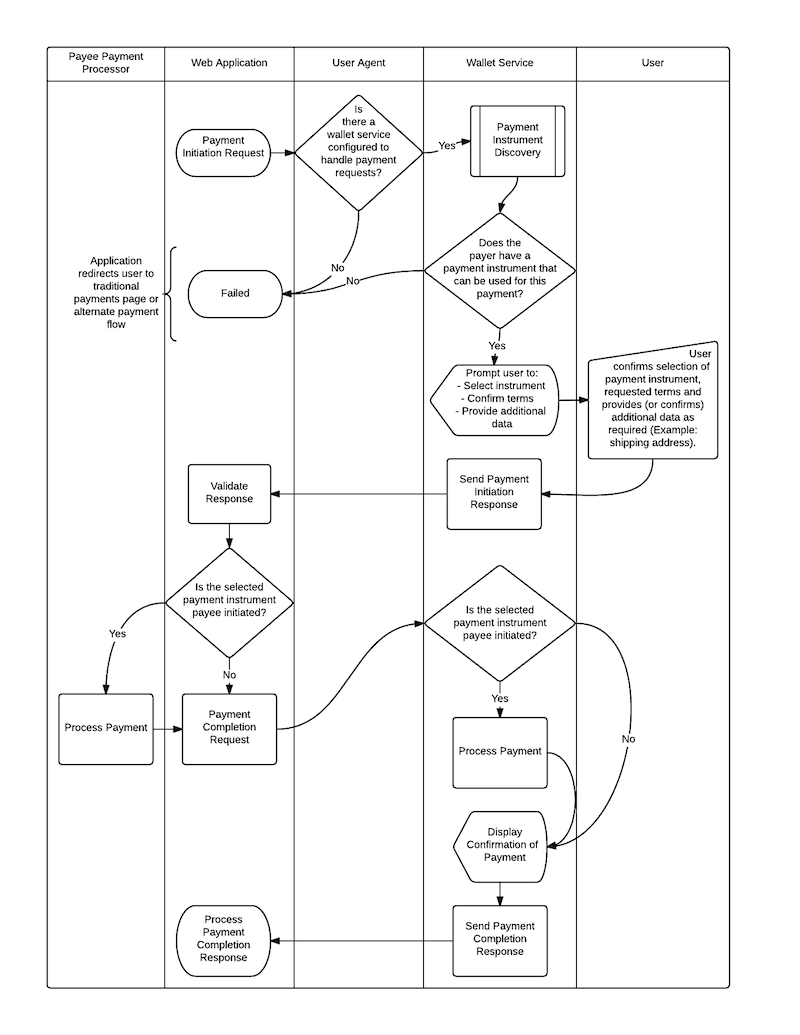 Payee Payment
Processor
Web Application
User Agent
Wallet Service
User
Payment
Initiation Request
Is
there a
wallet service
configured to
handle payment
requests?
Yes
Payment
Instrument
Discovery
No
Does the
payer have a
payment instrument that
can be used for this
payment?
No
Application
redirects user to
traditional
payments page or
alternate payment
flow
Failed
Yes
Prompt user to:
- Select instrument
- Confirm terms
- Provide additional
data
User
confirms selection of
payment instrument,
requested terms and
provides (or confirms)
additional data as
required (Example:
shipping address).
Send Payment
Initiation
Response
Validate
Response
Is the selected
payment instrument
payee initiated?
Yes
No
Process Payment
Payment
Completion
Request
Is the selected
payment instrument
payee initiated?
Yes
No
Process Payment
Display
Confirmation of
Payment
Send Payment
Completion
Response
Process
Payment
Completion
Response